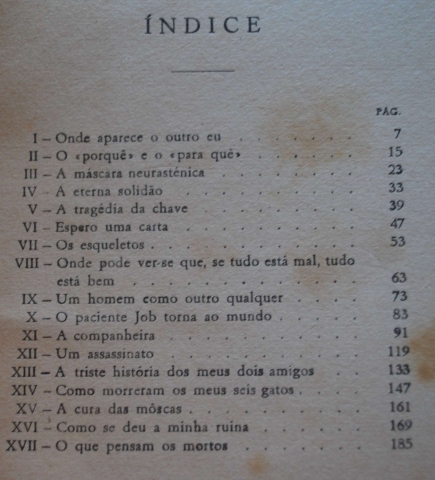 ÍNDICE
PÁG.
I — Onde aparece o outro eu . . . . . . . 7
II — O «porquê» e o «para quê» . . . . . . 15
III — A máscara neurasténica . . . . . . . 23
IV — A eterna solidão . . . . . . . . . 33
V — A tragédia da chave . . . . . . . . 39
VI — Espero uma carta . . . . . . . . . 47
VII — Os esqueletos . . . . . . . . . . 53
VIII — Onde pode ver-se que, se tudo está mal, tudo
está bem . . . . . . . . . . . 63
IX — Um homem como outro qualquer . . . . 73
X — O paciente Job torna ao mundo . . . . 83
XI — A companheira . . . . . . . . . . 91
XII — Um assassinato . . . . . . . . . . 119
XIII — A triste história dos meus dois amigos . . . 133
XIV — Como morreram os meus seis gatos . . . . 147
XV — A cura das môscas . . . . . . . . . 161
XVI — Como se deu a minha ruina . . . . . . 169
XVII — O que pensam os mortos . . . . . . . 185